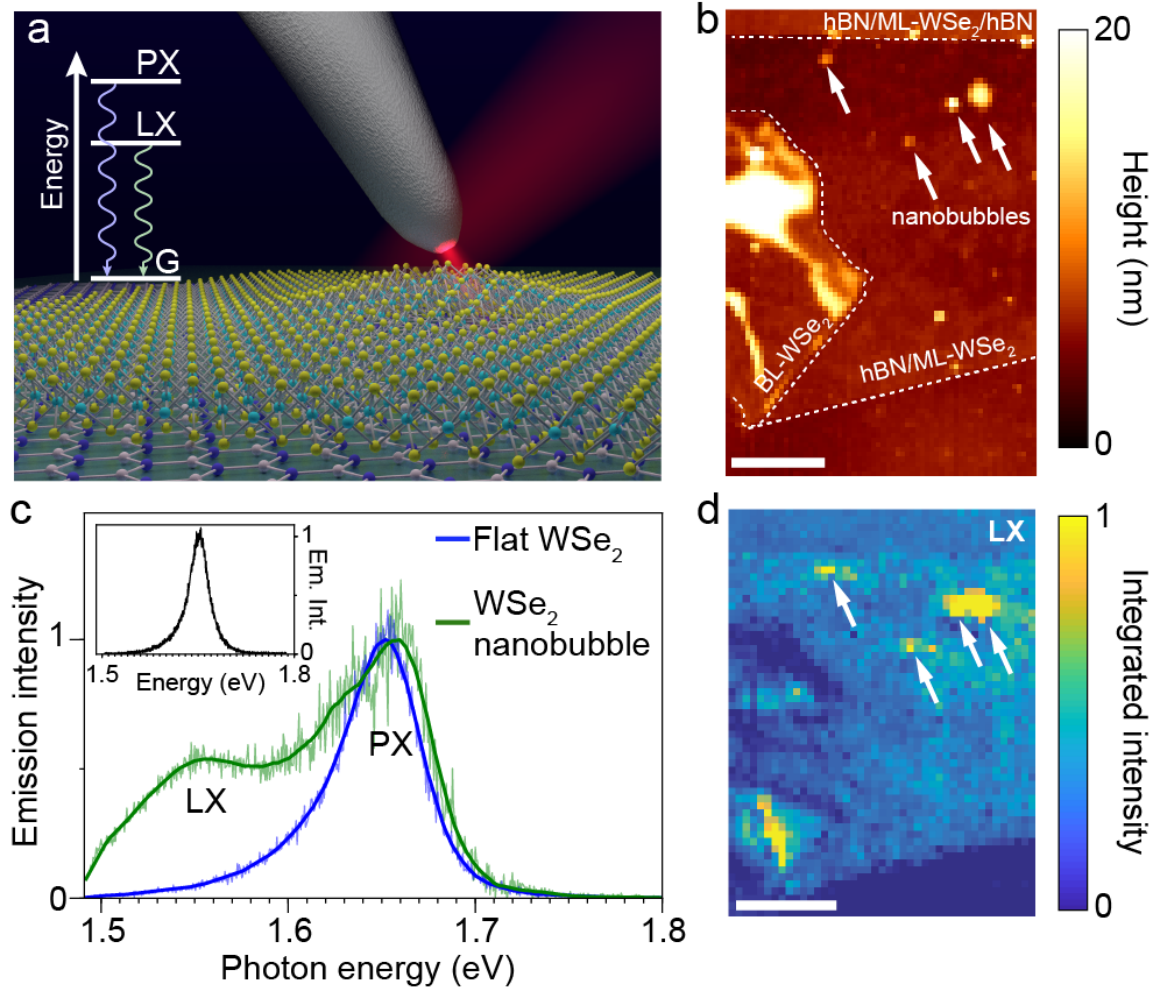 a
PX
LX
G
Energy
b
hBN/ML-WSe₂/hBN
nanobubbles
BL-WSe₂
hBN/ML-WSe₂
20
0
Height (nm)
c
Flat WSe₂
WSe₂
nanobubble
1
0
Em. Int.
1.5
1.8
Energy (eV)
Emission intensity
1
0
LX
PX
1.5
1.6
1.7
1.8
Photon energy (eV)
d
LX
1
0
Integrated intensity